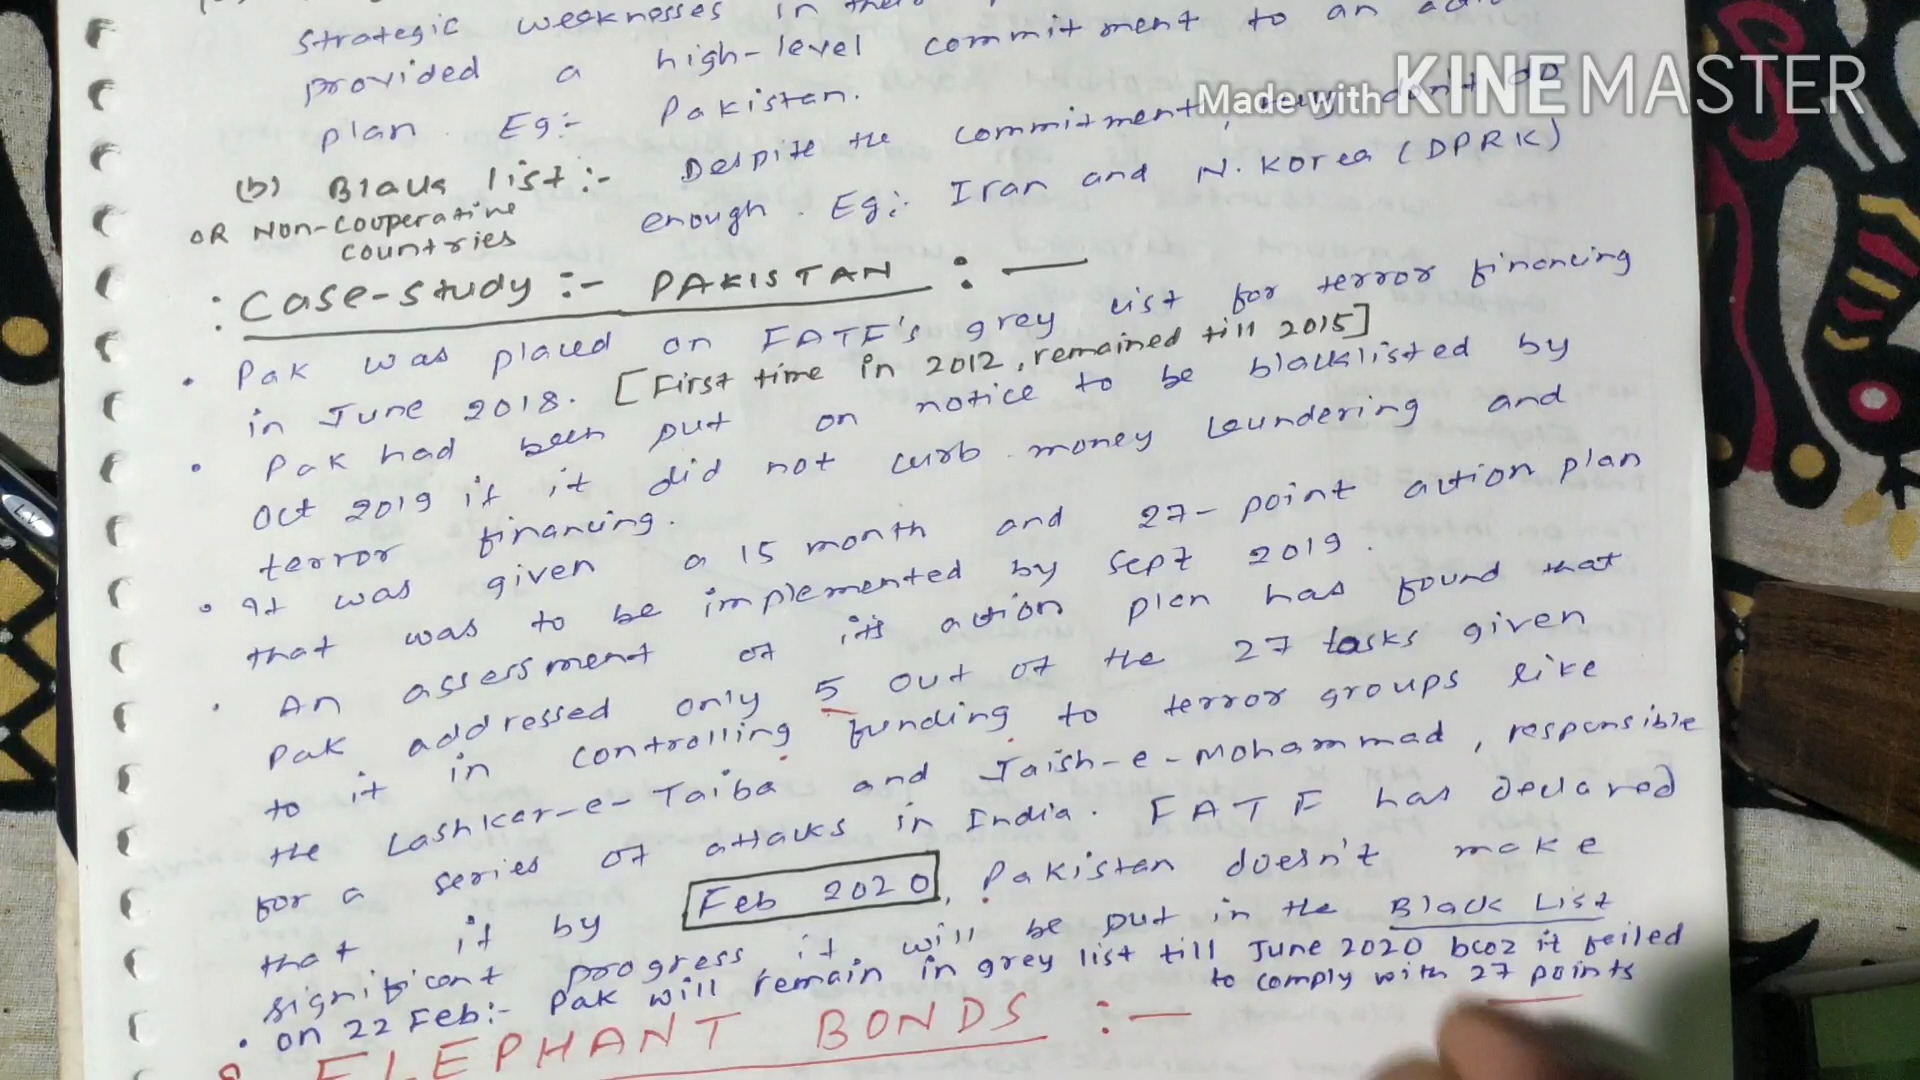 strategic weaknesses in
provided a high-level commitment to an
plan. Eg:- Pakistan.
Made with KINEMASTER
(b) Black list :- Despite the commitment, they don't do
OR Non-cooperative countries
enough. Eg:- Iran and N. Korea (DPRK)
: Case-study :- PAKISTAN : —
• Pak was placed on FATF's grey list for terror financing
in June 2018. [First time in 2012, remained till 2015]
• Pak had been put on notice to be blacklisted by
Oct 2019 if it did not curb money laundering and
terror financing.
• It was given a 15 month and 27-point action plan
that was to be implemented by Sept 2019.
• An assessment of its action plan has found that
Pak addressed only 5 out of the 27 tasks given
to it in controlling funding to terror groups like
the Lashker-e-Taiba and Jaish-e-Mohammad, responsible
for a series of attacks in India. FATF has declared
that if by Feb 2020, Pakistan doesn't make
significant progress it will be put in the Black List
• on 22 Feb:- Pak will remain in grey list till June 2020 bcoz it failed
to comply with 27 points
ELEPHANT BONDS : —